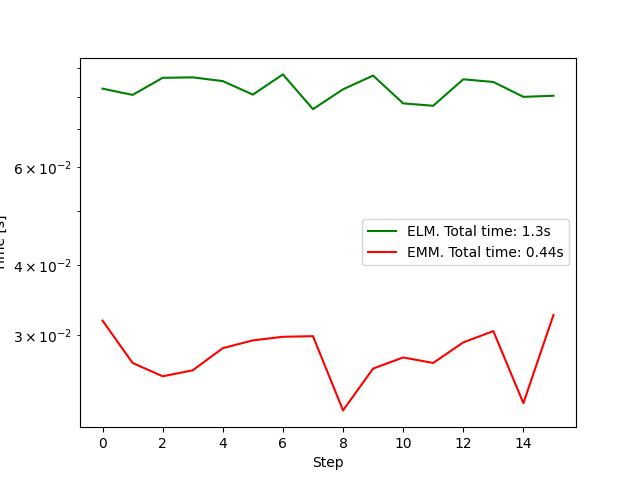 6 × 10⁻²
4 × 10⁻²
3 × 10⁻²
[s]
ELM. Total time: 1.3s
EMM. Total time: 0.44s
0 2 4 6 8 10 12 14
Step